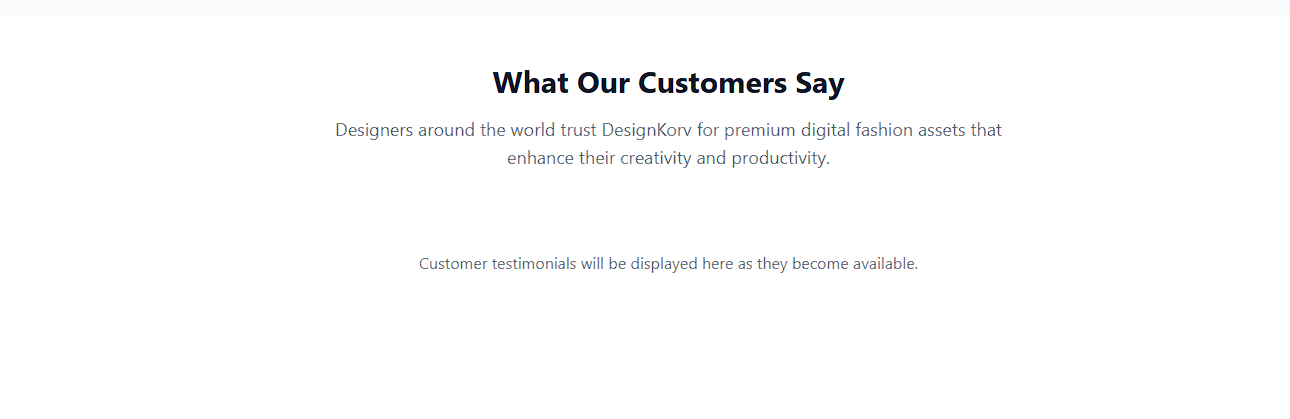 What Our Customers Say
Designers around the world trust DesignKorv for premium digital fashion assets that
enhance their creativity and productivity.
Customer testimonials will be displayed here as they become available.